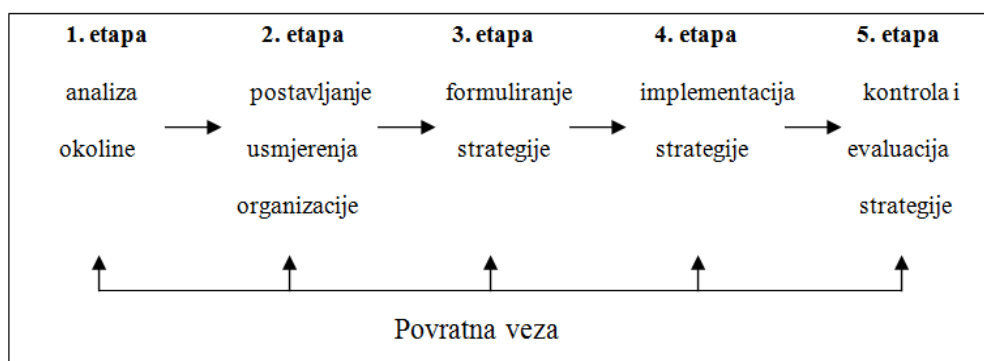 1. etapa 2. etapa 3. etapa 4. etapa 5. etapa
analiza postavljanje formuliranje implementacija kontrola i
okoline usmjerenja strategije strategije evaluacija
organizacije strategije
Povratna veza